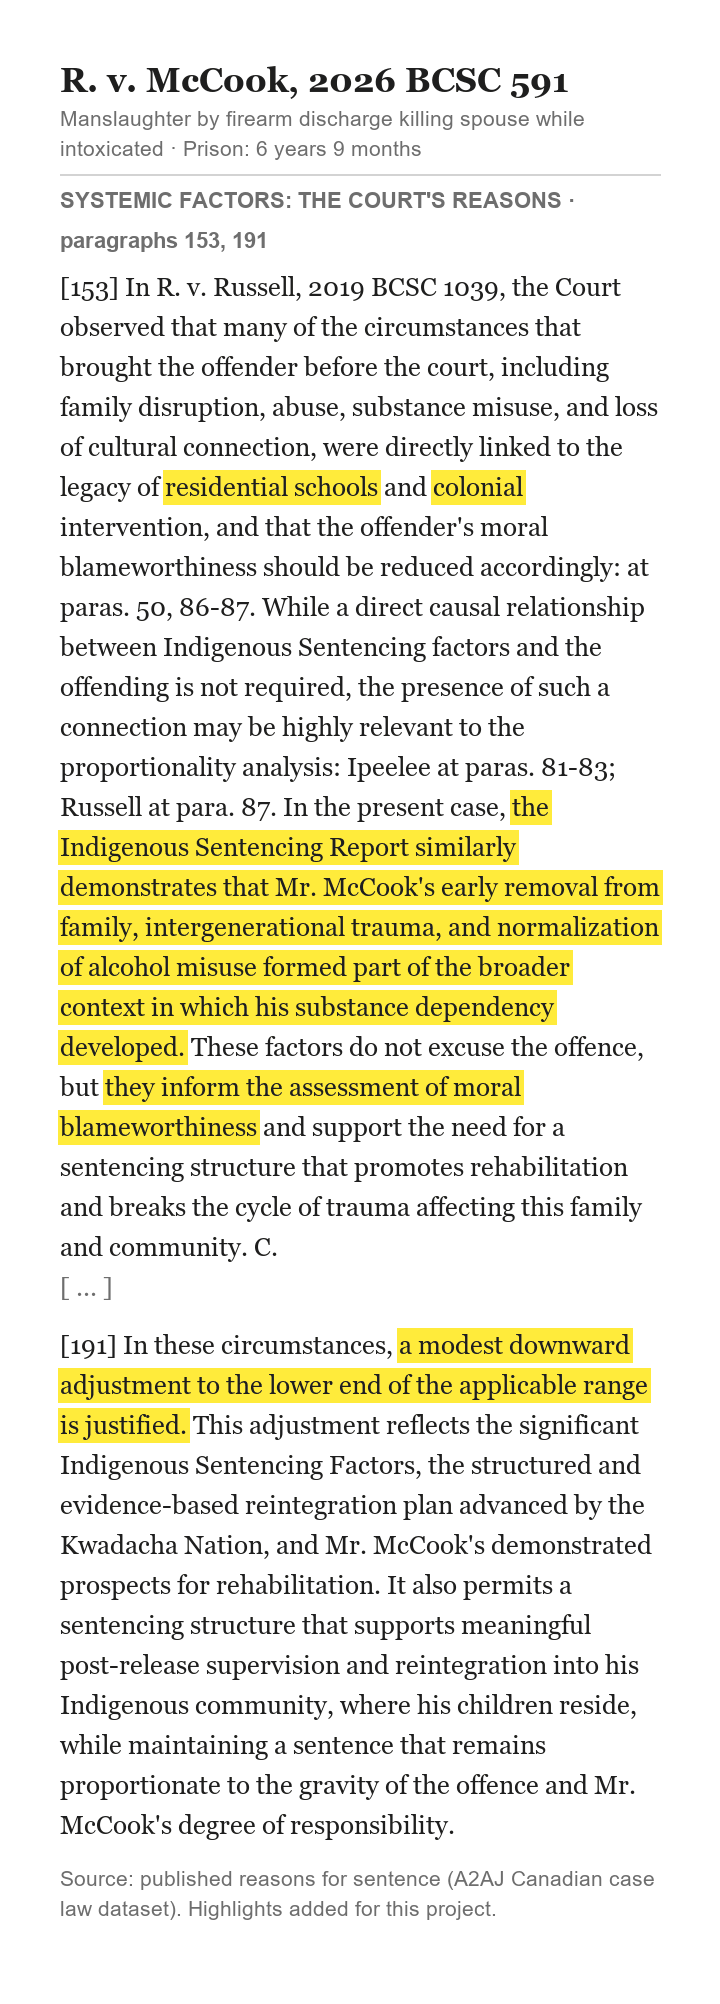 R. v. McCook, 2026 BCSC 591
Manslaughter by firearm discharge killing spouse while
intoxicated · Prison: 6 years 9 months
SYSTEMIC FACTORS: THE COURT'S REASONS ·
paragraphs 153, 191
[153] In R. v. Russell, 2019 BCSC 1039, the Court
observed that many of the circumstances that
brought the offender before the court, including
family disruption, abuse, substance misuse, and loss
of cultural connection, were directly linked to the
legacy of residential schools and colonial
intervention, and that the offender's moral
blameworthiness should be reduced accordingly: at
paras. 50, 86-87. While a direct causal relationship
between Indigenous Sentencing factors and the
offending is not required, the presence of such a
connection may be highly relevant to the
proportionality analysis: Ipeelee at paras. 81-83;
Russell at para. 87. In the present case, the
Indigenous Sentencing Report similarly
demonstrates that Mr. McCook's early removal from
family, intergenerational trauma, and normalization
of alcohol misuse formed part of the broader
context in which his substance dependency
developed. These factors do not excuse the offence,
but they inform the assessment of moral
blameworthiness and support the need for a
sentencing structure that promotes rehabilitation
and breaks the cycle of trauma affecting this family
and community. C.
[ ... ]
[191] In these circumstances, a modest downward
adjustment to the lower end of the applicable range
is justified. This adjustment reflects the significant
Indigenous Sentencing Factors, the structured and
evidence-based reintegration plan advanced by the
Kwadacha Nation, and Mr. McCook's demonstrated
prospects for rehabilitation. It also permits a
sentencing structure that supports meaningful
post-release supervision and reintegration into his
Indigenous community, where his children reside,
while maintaining a sentence that remains
proportionate to the gravity of the offence and Mr.
McCook's degree of responsibility.
Source: published reasons for sentence (A2AJ Canadian case
law dataset). Highlights added for this project.